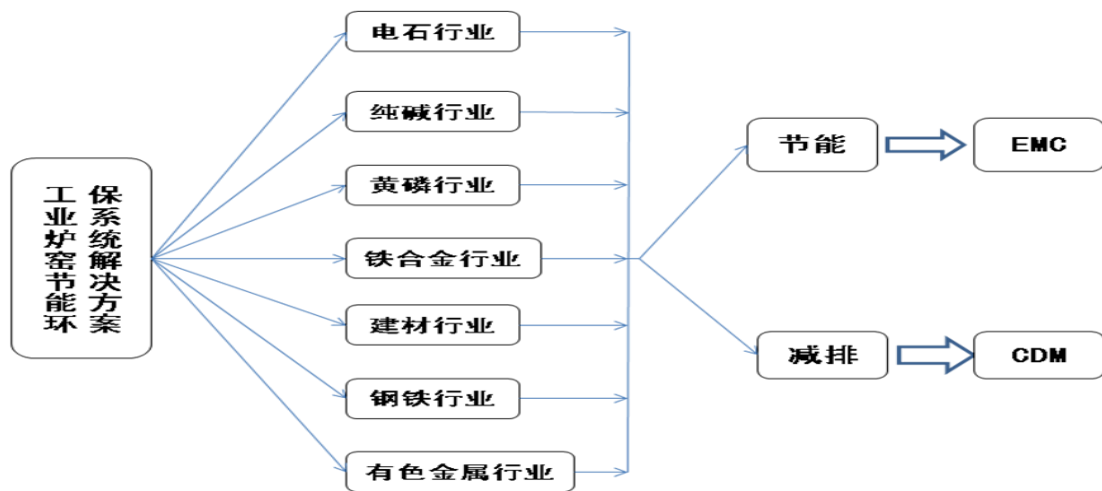 工业炉窑节能环
保系统解决方案
电石行业
纯碱行业
黄磷行业
铁合金行业
建材行业
钢铁行业
有色金属行业
节能
EMC
减排
CDM